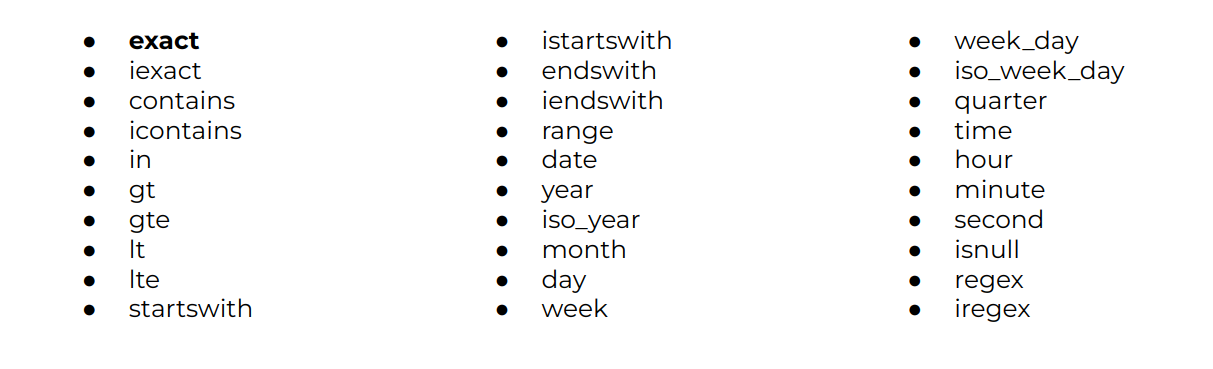 ● exact
● iexact
● contains
● icontains
● in
● gt
● gte
● lt
● lte
● startswith
● istartswith
● endswith
● iendswith
● range
● date
● year
● iso_year
● month
● day
● week
● week_day
● iso_week_day
● quarter
● time
● hour
● minute
● second
● isnull
● regex
● iregex